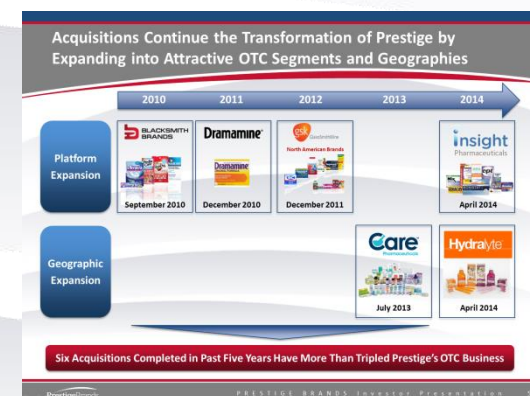 Acquisitions Continue the Transformation of Prestige by
Expanding into Attractive OTC Segments and Geographies
2010 2011 2012 2013 2014
Platform
Expansion
BLACKSMITH
BRANDS
September 2010
Dramamine
Dramamine
December 2010
gsk GlaxoSmithKline
North American Brands
December 2011
insight
Pharmaceuticals
April 2014
Geographic
Expansion
Care
Pharmaceuticals
July 2013
Hydralyte
April 2014
Six Acquisitions Completed in Past Five Years Have More Than Tripled Prestige's OTC Business
PrestigeBrands
PRESTIGE BRANDS Investor Presentation